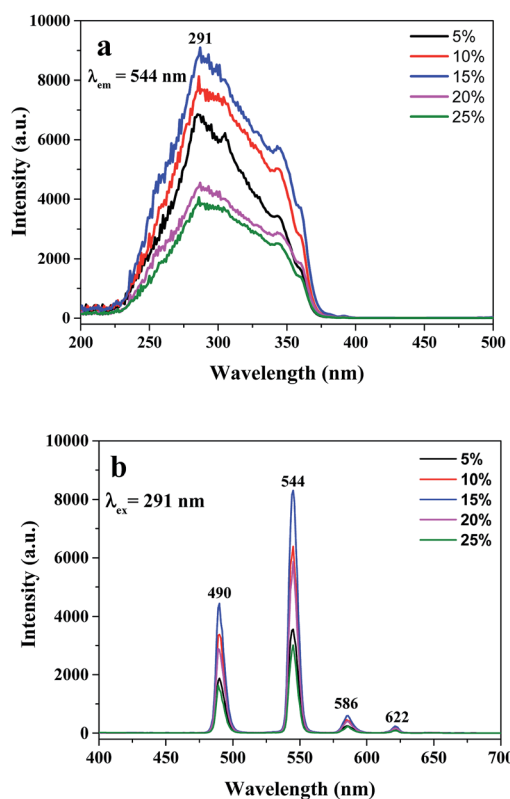 a
291
λem = 544 nm
5%
10%
15%
20%
25%
10000
8000
6000
4000
2000
0
Intensity (a.u.)
200 250 300 350 400 450 500
Wavelength (nm)
b
544
λex = 291 nm
490
586
622
5%
10%
15%
20%
25%
10000
8000
6000
4000
2000
0
Intensity (a.u.)
400 450 500 550 600 650 700
Wavelength (nm)